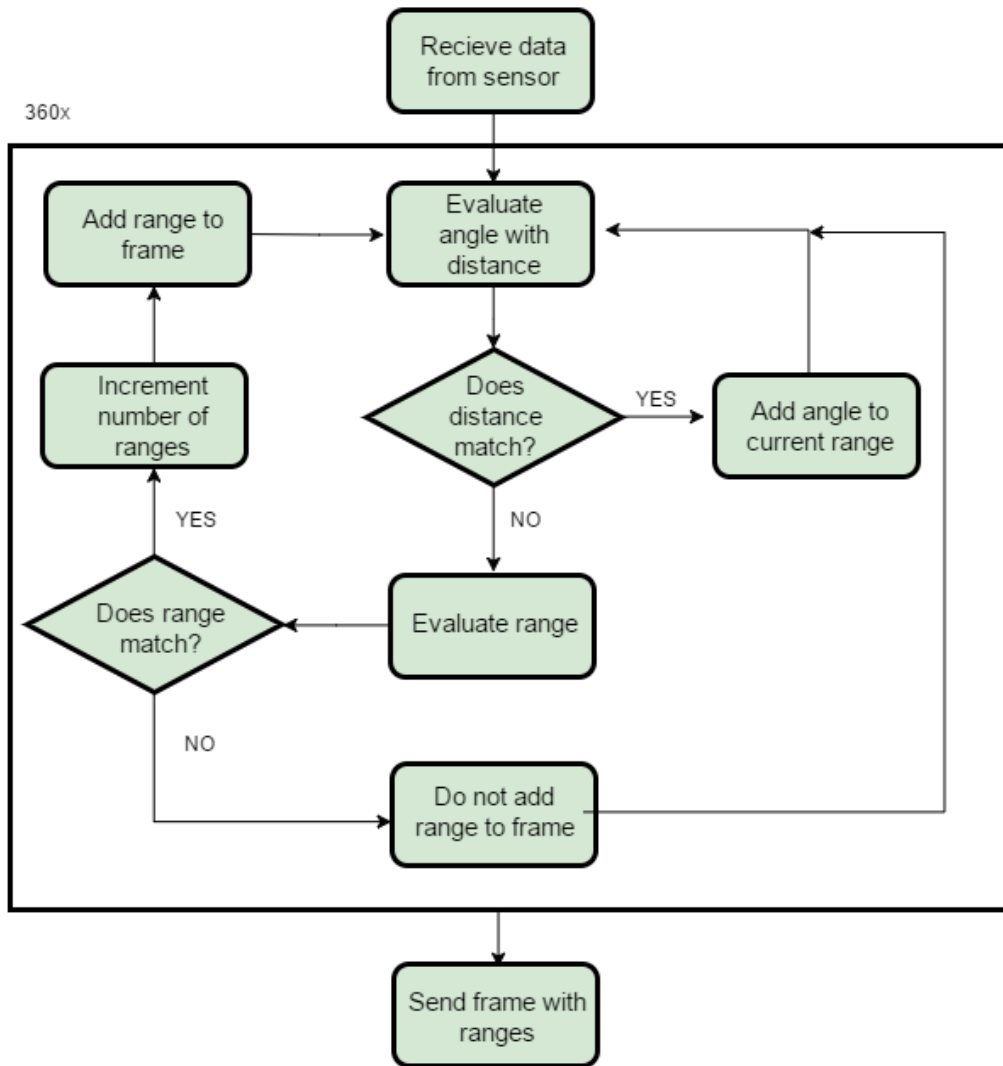 Recieve data
from sensor
360x
Add range to
frame
Evaluate
angle with
distance
Increment
number of
ranges
Does
distance
match?
YES
Add angle to
current range
YES
NO
Does range
match?
Evaluate range
NO
Do not add
range to frame
Send frame with
ranges